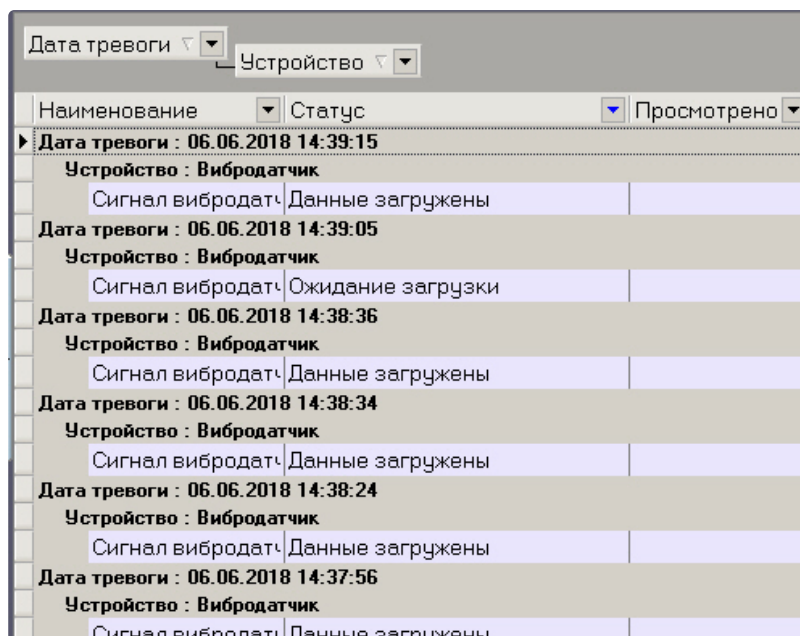 Дата тревоги
Устройство
Наименование Статус Просмотрено
Дата тревоги : 06.06.2018 14:39:15
Устройство : Вибродатчик
Сигнал вибродатч Данные загружены
Дата тревоги : 06.06.2018 14:39:05
Устройство : Вибродатчик
Сигнал вибродатч Ожидание загрузки
Дата тревоги : 06.06.2018 14:38:36
Устройство : Вибродатчик
Сигнал вибродатч Данные загружены
Дата тревоги : 06.06.2018 14:38:34
Устройство : Вибродатчик
Сигнал вибродатч Данные загружены
Дата тревоги : 06.06.2018 14:38:24
Устройство : Вибродатчик
Сигнал вибродатч Данные загружены
Дата тревоги : 06.06.2018 14:37:56
Устройство : Вибродатчик
Сигнал вибродатч Данные загружены